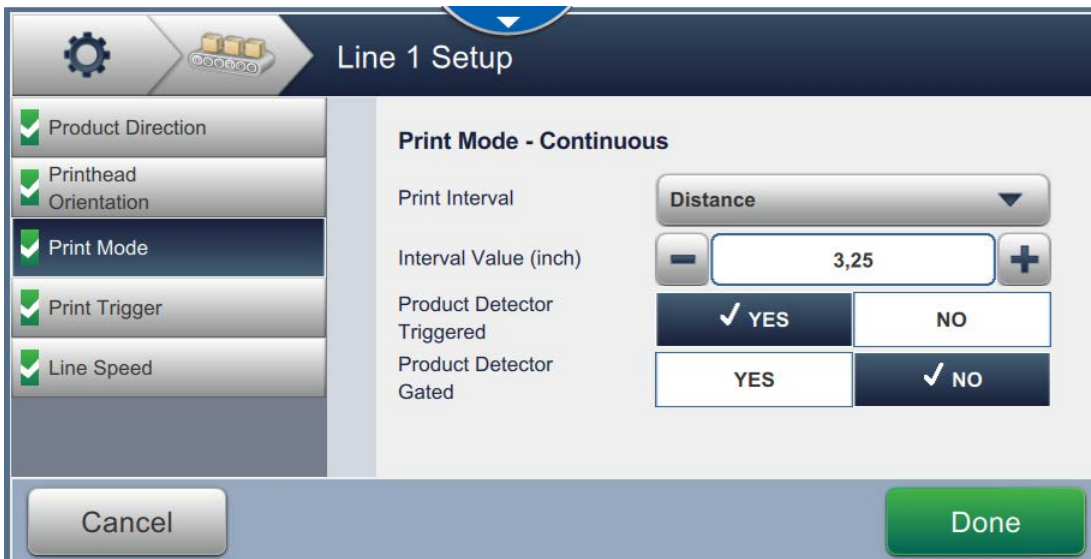 Line 1 Setup
Product Direction
Printhead
Orientation
Print Mode
Print Trigger
Line Speed
Print Mode - Continuous
Print Interval
Distance
Interval Value (inch)
3,25
Product Detector
Triggered
YES
NO
Product Detector
Gated
YES
NO
Cancel
Done